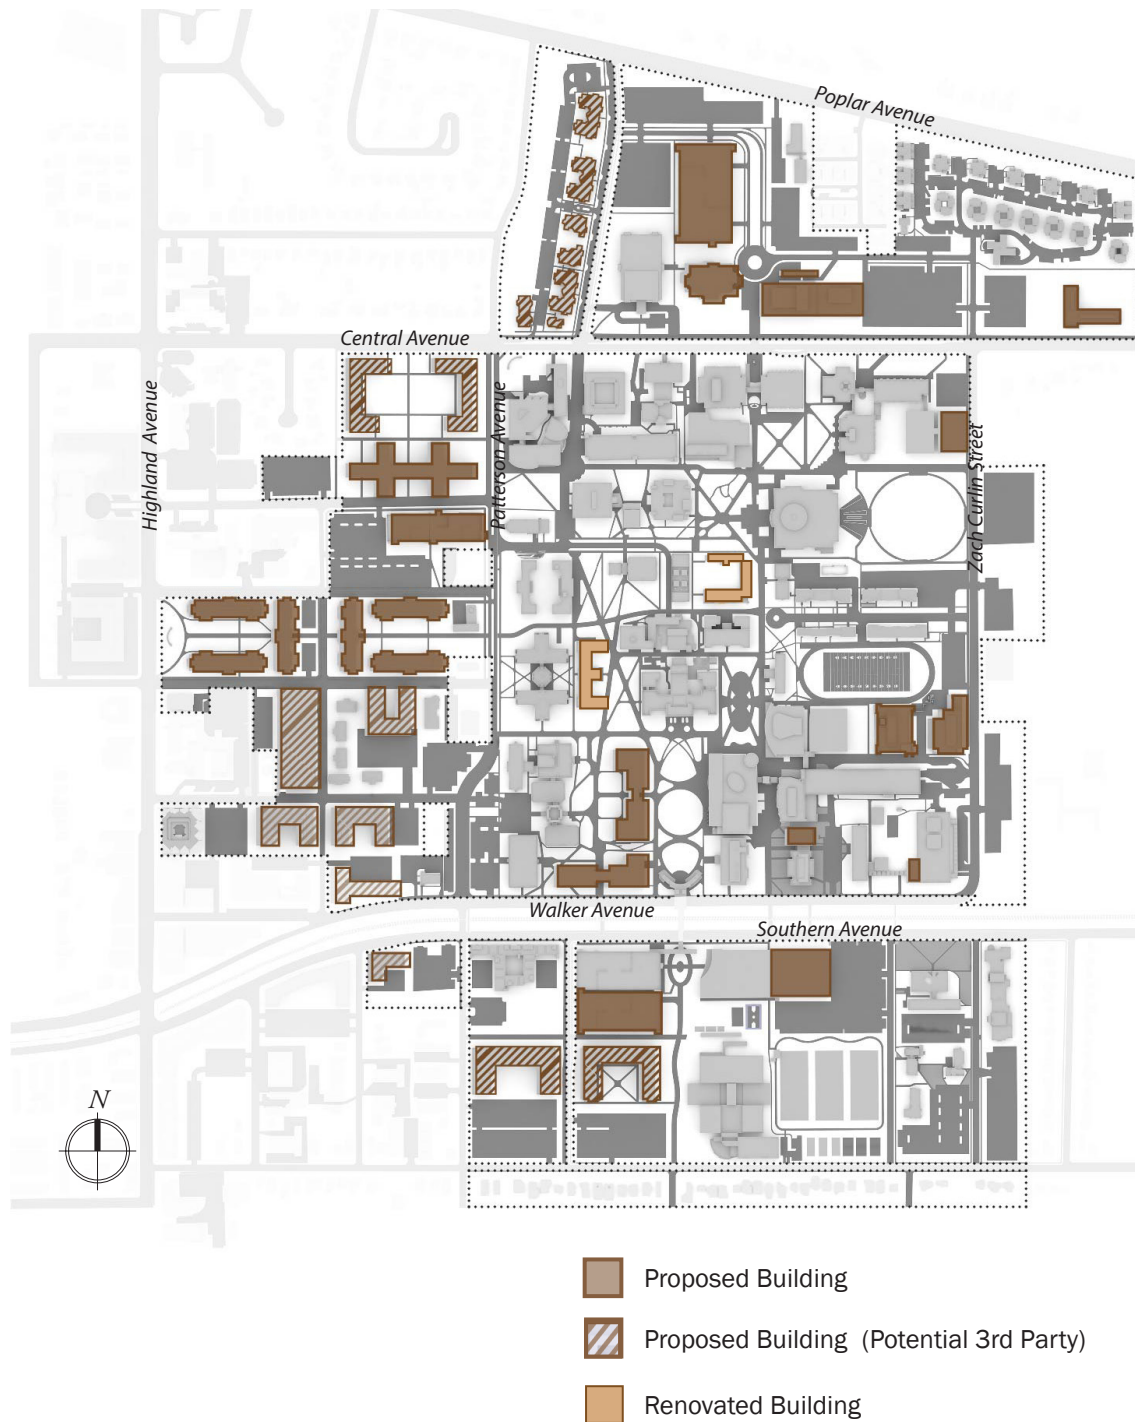 Poplar Avenue
Central Avenue
Highland Avenue
Patterson Avenue
Zach Curlin Street
Walker Avenue
Southern Avenue
N
Proposed Building
Proposed Building (Potential 3rd Party)
Renovated Building